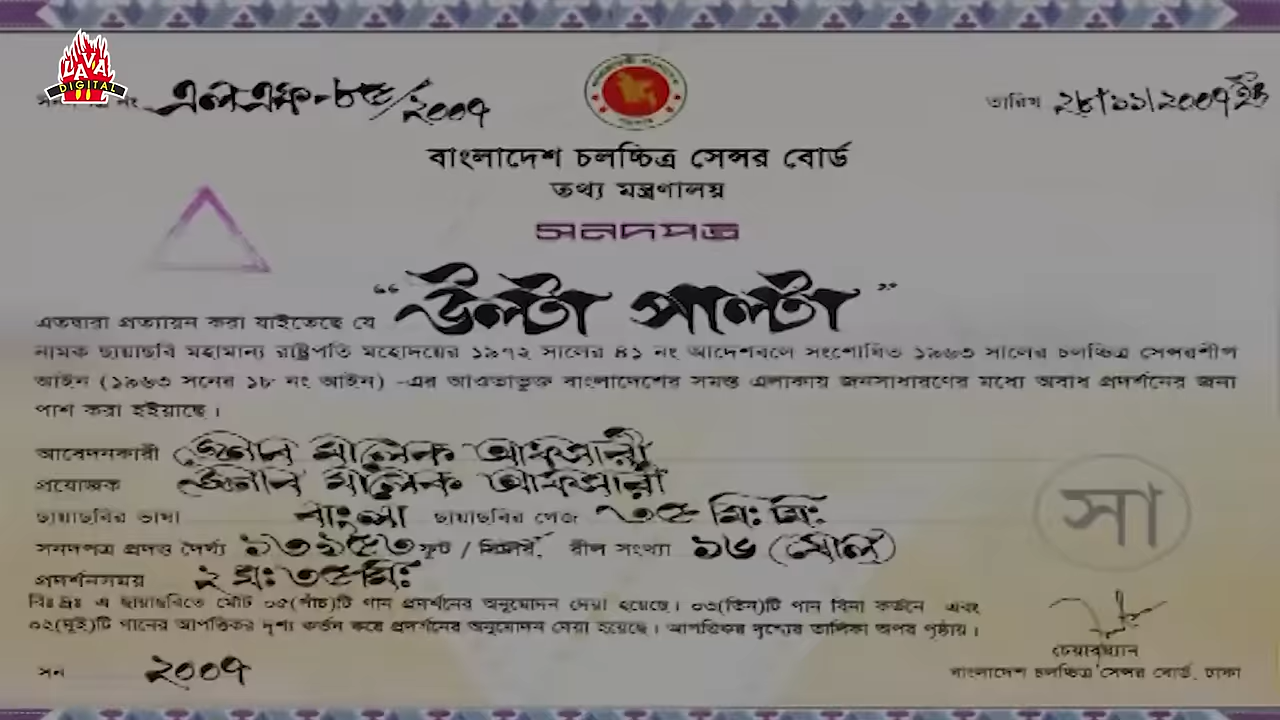 LAVA DIGITAL
নং এলএফ-৮৫/২০০৭
তারিখ ২৮/১১/২০০৭ইং
বাংলাদেশ চলচ্চিত্র সেন্সর বোর্ড
তথ্য মন্ত্রণালয়
সনদপত্র
এতদ্বারা প্রত্যায়ন করা যাইতেছে যে “উল্টা পাল্টা”
নামক ছায়াছবি মহামান্য রাষ্ট্রপতি মহোদয়ের ১৯৭২ সালের ৪১ নং আদেশবলে সংশোধিত ১৯৬৩ সালের চলচ্চিত্র সেন্সরশীপ
আইন (১৯৬৩ সনের ১৮ নং আইন) -এর আওতাভুক্ত বাংলাদেশের সমস্ত এলাকায় জনসাধারণের মধ্যে অবাধ প্রদর্শনের জন্য
পাশ করা হইয়াছে।
আবেদনকারী জনাব মালেক আফসারী
প্রযোজক জনাব মালেক আফসারী
ছায়াছবির ভাষা বাংলা ছায়াছবির গেজ ৩৫ মিঃ মিঃ
সনদপত্র প্রদত্ত দৈর্ঘ্য ১৩১৫৩ ফুট / মিটার, রীল সংখ্যা ১৬ (ষোল)
প্রদর্শনসময় ২ ঘঃ ৩৫ মিঃ
সা
বিঃ দ্রঃ এ ছায়াছবিতে মোট ০৫(পাঁচ)টি গান প্রদর্শনের অনুমোদন দেয়া হয়েছে। ০৩(তিন)টি গান বিনা কর্তনে এবং
০২(দুই)টি গানের আপত্তিকর দৃশ্য কর্তন করে প্রদর্শনের অনুমোদন দেয়া হয়েছে। আপত্তিকর দৃশ্যের তালিকা অপর পৃষ্ঠায়।
চেয়ারম্যান
সন ২০০৭
বাংলাদেশ চলচ্চিত্র সেন্সর বোর্ড, ঢাকা